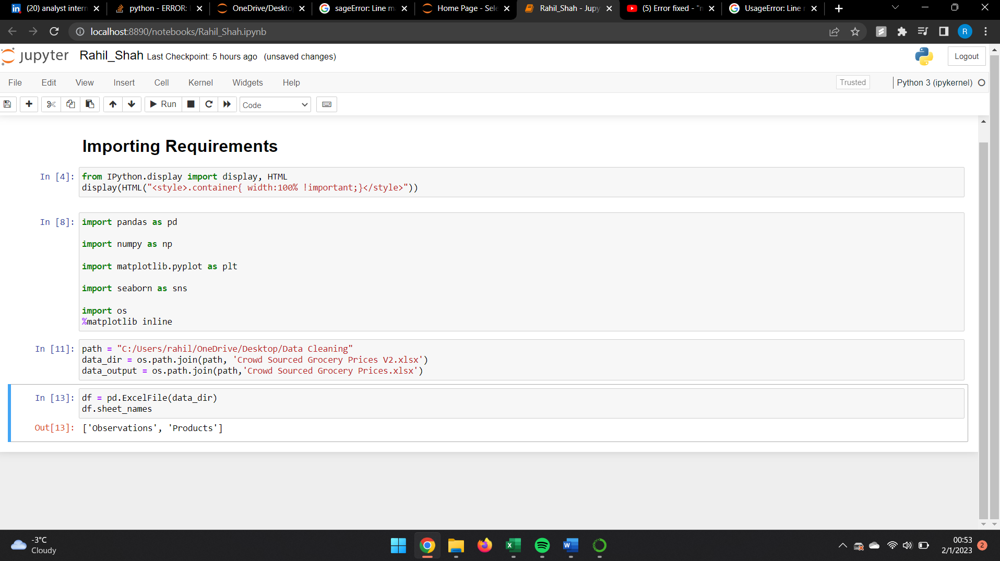 (20) analyst intern
python - ERROR:
OneDrive/Deskto
sageError: Line m
Home Page - Sele
Rahil_Shah - Jupy
(5) Error fixed - "n
UsageError: Line
localhost:8890/notebooks/Rahil_Shah.ipynb
R
jupyter Rahil_Shah Last Checkpoint: 5 hours ago (unsaved changes)
Logout
File Edit View Insert Cell Kernel Widgets Help
Trusted
Python 3 (ipykernel)
Run
Code
Importing Requirements
In [4]: from IPython.display import display, HTML
display(HTML("<style>.container{ width:100% !important;}</style>"))
In [8]: import pandas as pd
import numpy as np
import matplotlib.pyplot as plt
import seaborn as sns
import os
%matplotlib inline
In [11]: path = "C:/Users/rahil/OneDrive/Desktop/Data Cleaning"
data_dir = os.path.join(path, 'Crowd Sourced Grocery Prices V2.xlsx')
data_output = os.path.join(path,'Crowd Sourced Grocery Prices.xlsx')
In [13]: df = pd.ExcelFile(data_dir)
df.sheet_names
Out[13]: ['Observations', 'Products']
-3°C
Cloudy
00:53
2/1/2023
2